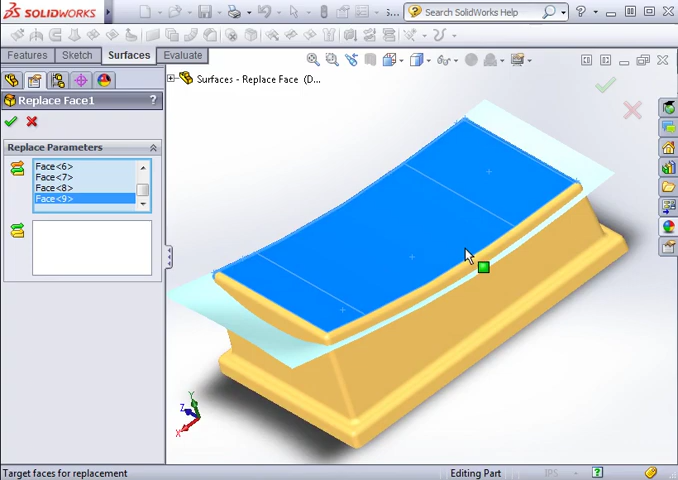 SOLIDWORKS
s...
Search SolidWorks Help
?
Features Sketch Surfaces Evaluate
Replace Face1 ?
Surfaces - Replace Face (D...
Replace Parameters
Face<6>
Face<7>
Face<8>
Face<9>
Y
Z
X
Target faces for replacement
Editing Part
IPS
?